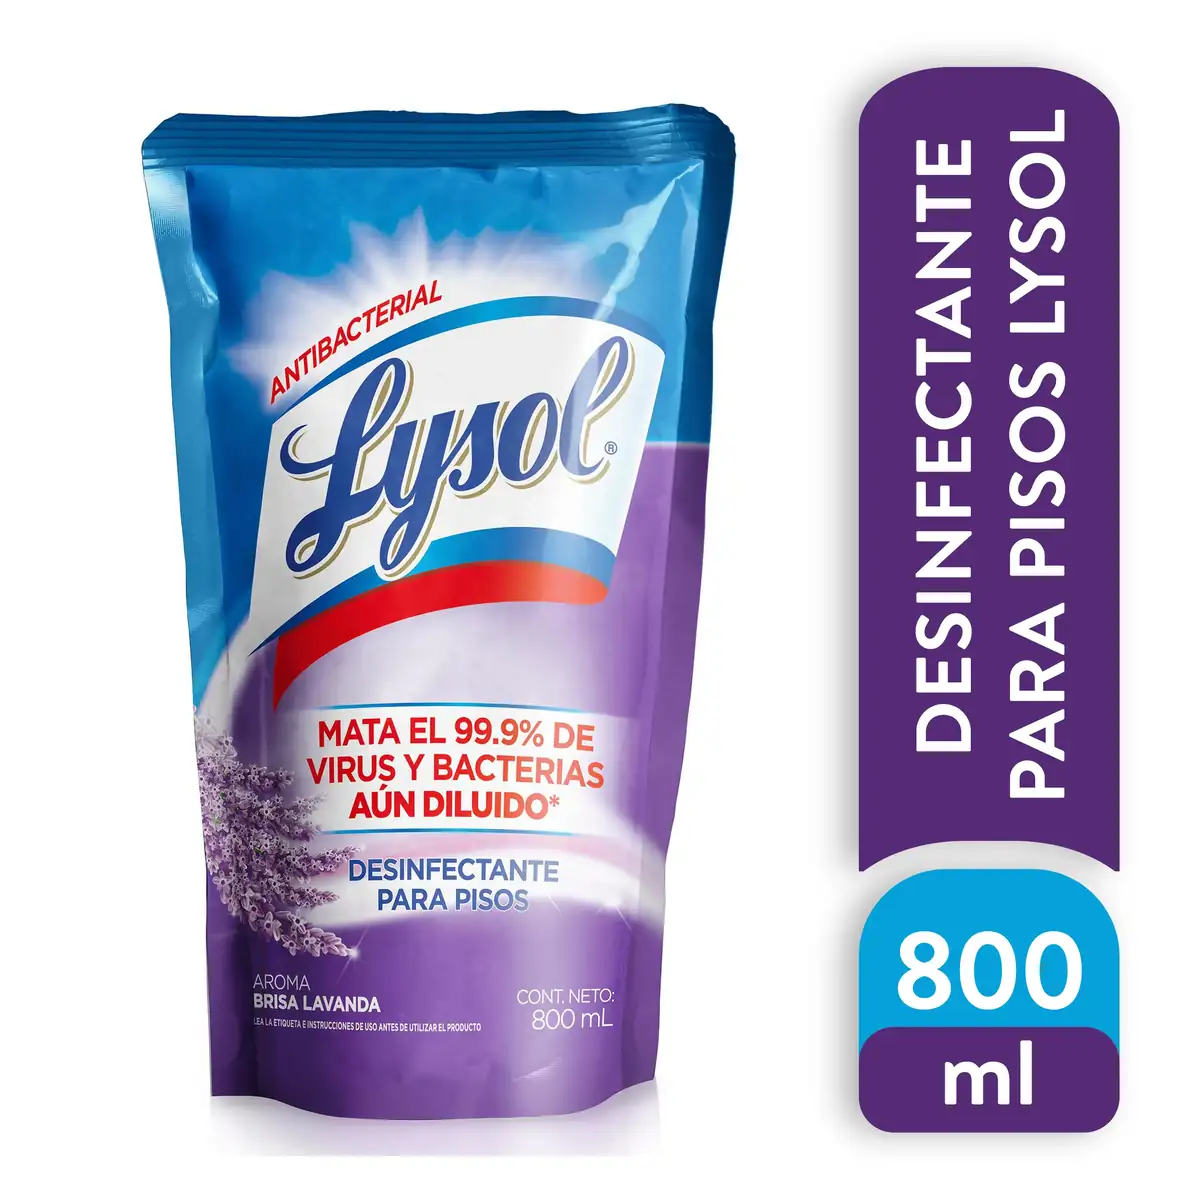 ANTIBACTERIAL
Lysol®
MATA EL 99.9% DE
VIRUS Y BACTERIAS
AÚN DILUIDO*
DESINFECTANTE
PARA PISOS
AROMA
BRISA LAVANDA
LEA LA ETIQUETA E INSTRUCCIONES DE USO ANTES DE UTILIZAR EL PRODUCTO
CONT. NETO:
800 mL
DESINFECTANTE
PARA PISOS LYSOL
800
ml